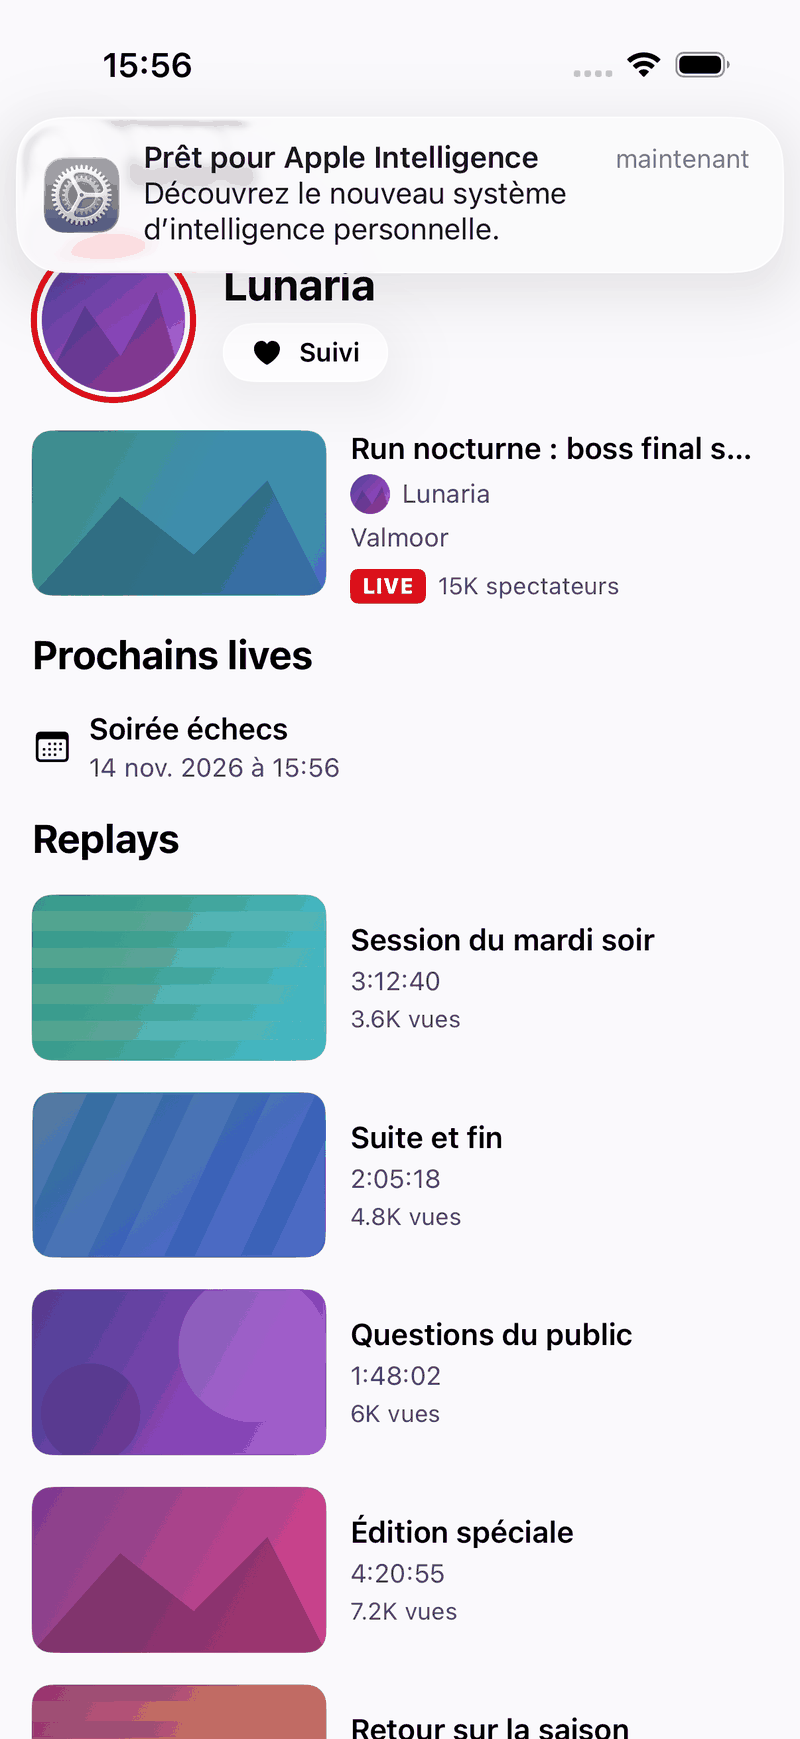 15:56
Prêt pour Apple Intelligence
maintenant
Découvrez le nouveau système
d’intelligence personnelle.
Lunaria
Suivi
Run nocturne : boss final s…
Lunaria
Valmoor
LIVE 15K spectateurs
Prochains lives
Soirée échecs
14 nov. 2026 à 15:56
Replays
Session du mardi soir
3:12:40
3.6K vues
Suite et fin
2:05:18
4.8K vues
Questions du public
1:48:02
6K vues
Édition spéciale
4:20:55
7.2K vues
Retour sur la saison